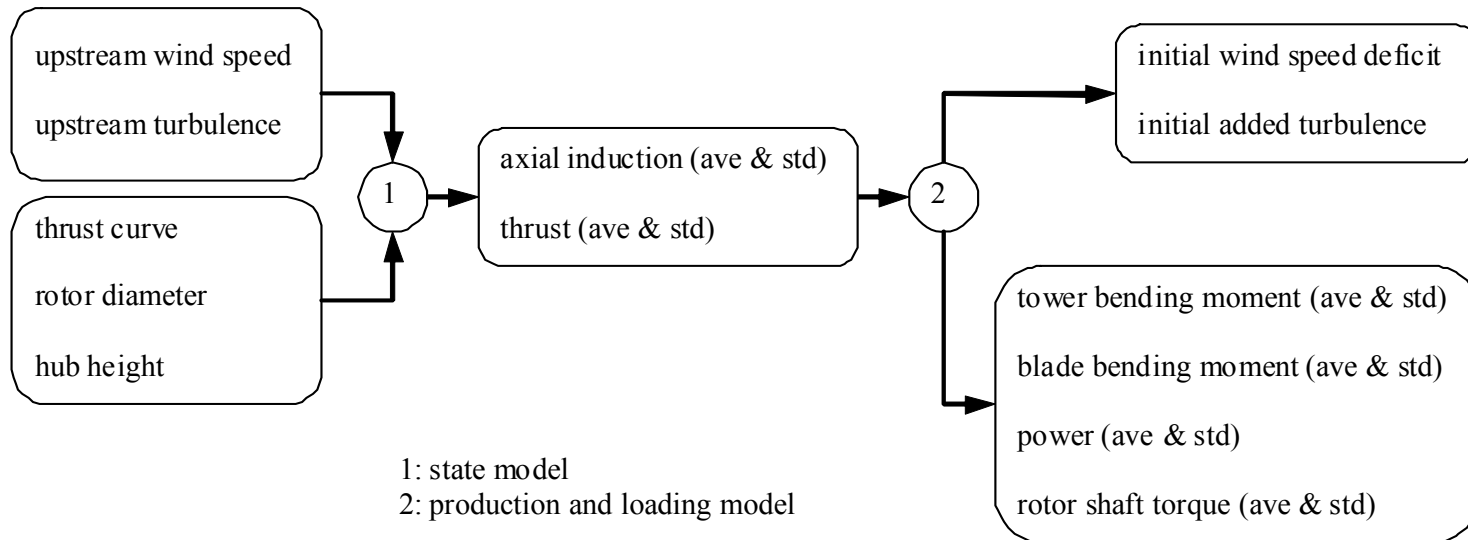 upstream wind speed
upstream turbulence
thrust curve
rotor diameter
hub height
1
axial induction (ave & std)
thrust (ave & std)
2
initial wind speed deficit
initial added turbulence
tower bending moment (ave & std)
blade bending moment (ave & std)
power (ave & std)
rotor shaft torque (ave & std)
1: state model
2: production and loading model